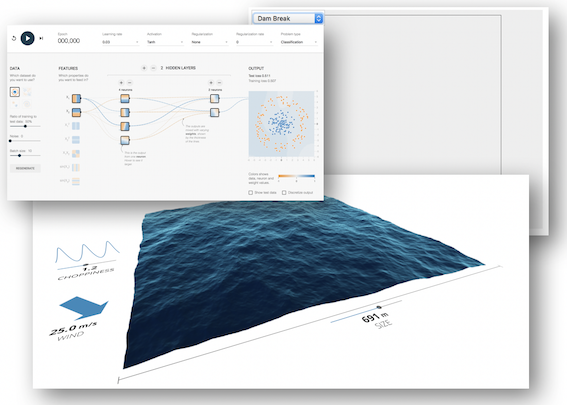 Dam Break
Epoch
000,000
Learning rate
0.03
Activation
Tanh
Regularization
None
Regularization rate
0
Problem type
Classification
DATA
Which dataset do you want to use?
Ratio of training to test data: 50%
Noise: 0
Batch size: 10
REGENERATE
FEATURES
Which properties do you want to feed in?
2 HIDDEN LAYERS
4 neurons
2 neurons
OUTPUT
Test loss 0.511
Colors shows data, neuron and weight values.
Show test data
Discretize output
1.2
CHOPPINESS
25.0 m/s
WIND
691 m
SIZE